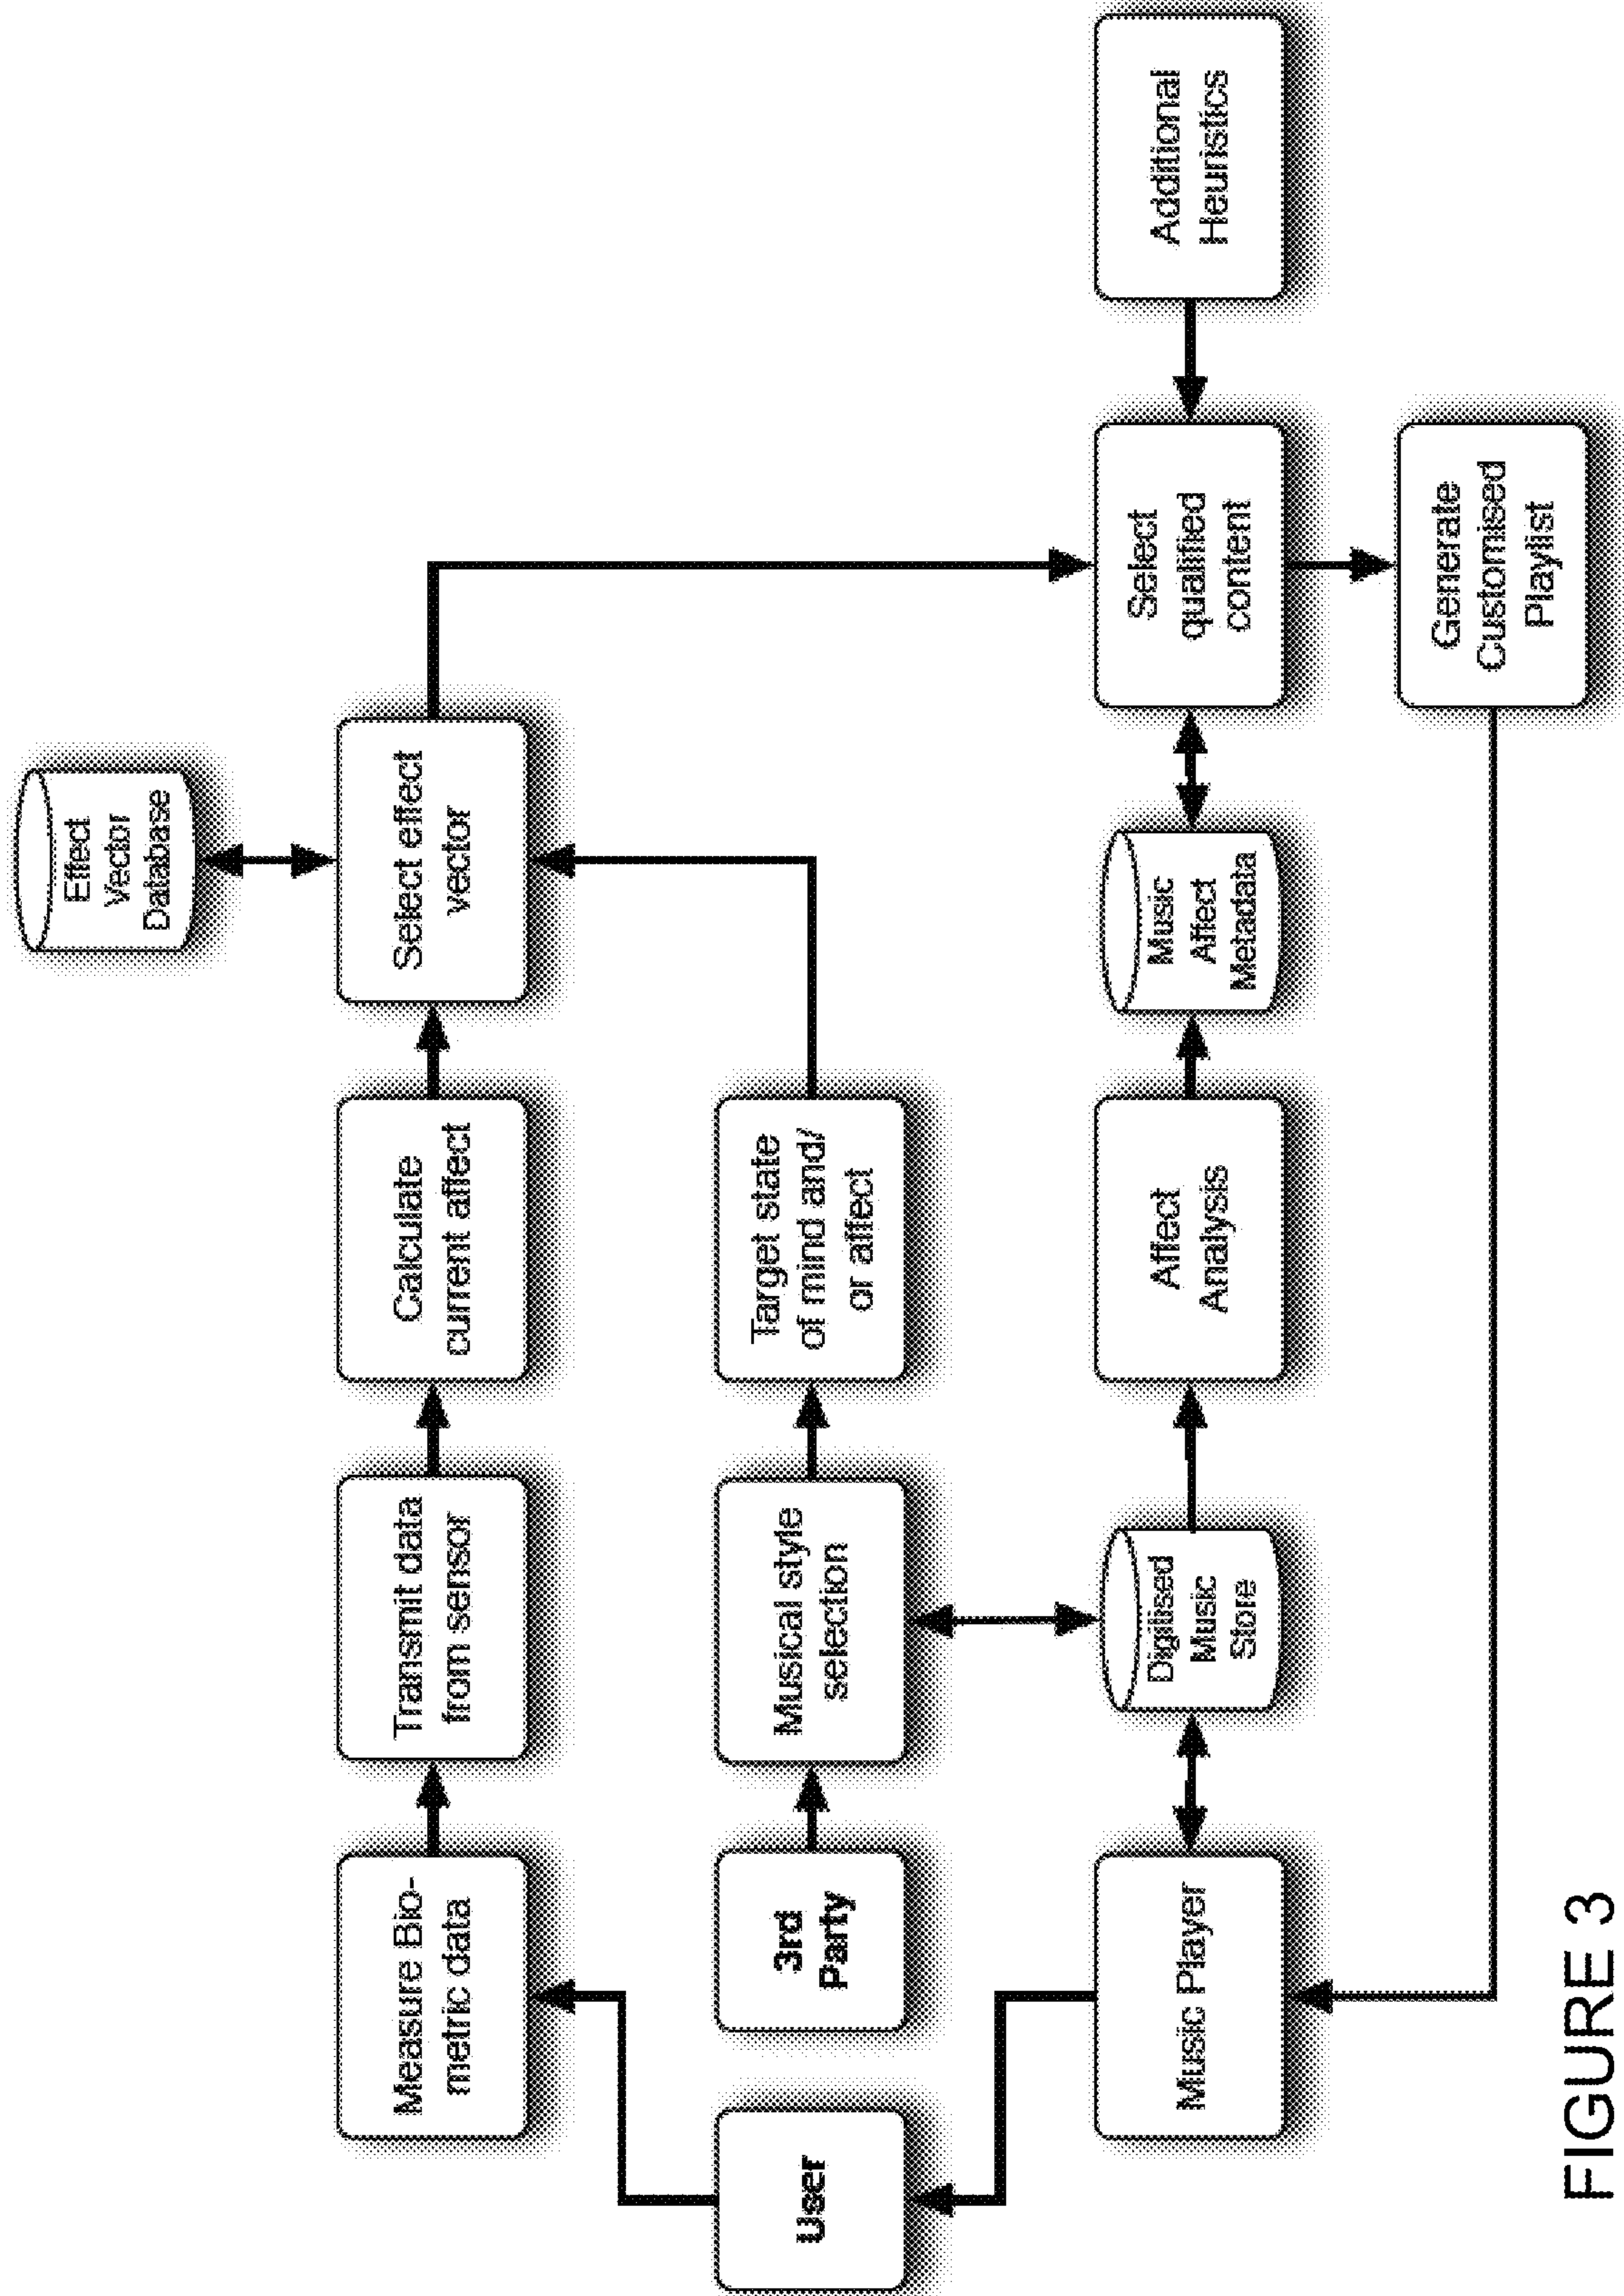 Effect
Vector
Database
Measure Bio-
metric data
Transmit data
from sensor
Calculate
current affect
Select effect
vector
User
3rd
Party
Musical style
selection
Target state
of mind and/
or affect
Music Player
Digilised
Music
Store
Affect
Analysis
Music
Affect
Metadata
Select
qualified
content
Additional
Heuristics
Generate
Customised
Playlist
FIGURE 3